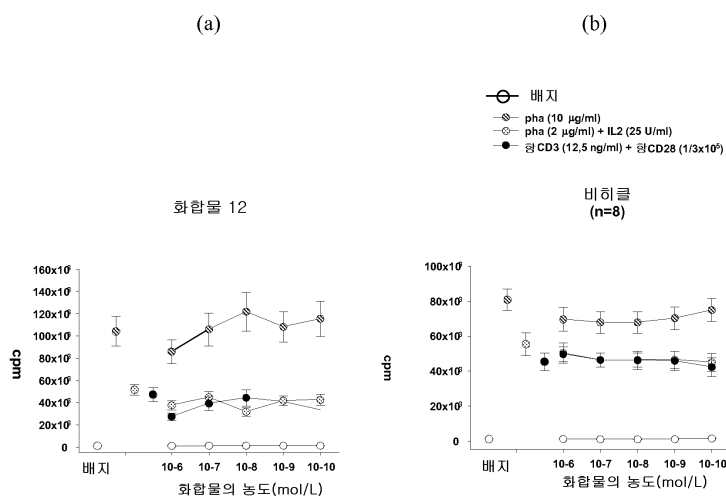 (a)
(b)
배지
pha (10 μg/ml)
pha (2 μg/ml) + IL2 (25 U/ml)
항CD3 (12,5 ng/ml) + 항CD28 (1/3x10⁵)
화합물 12
비히클
(n=8)
160x10³
140x10³
120x10³
100x10³
80x10³
60x10³
40x10³
20x10³
0
cpm
배지
10-6
10-7
10-8
10-9
10-10
화합물의 농도(mol/L)
100x10³
80x10³
60x10³
40x10³
20x10³
0
cpm
배지
10-6
10-7
10-8
10-9
10-10
화합물의 농도(mol/L)